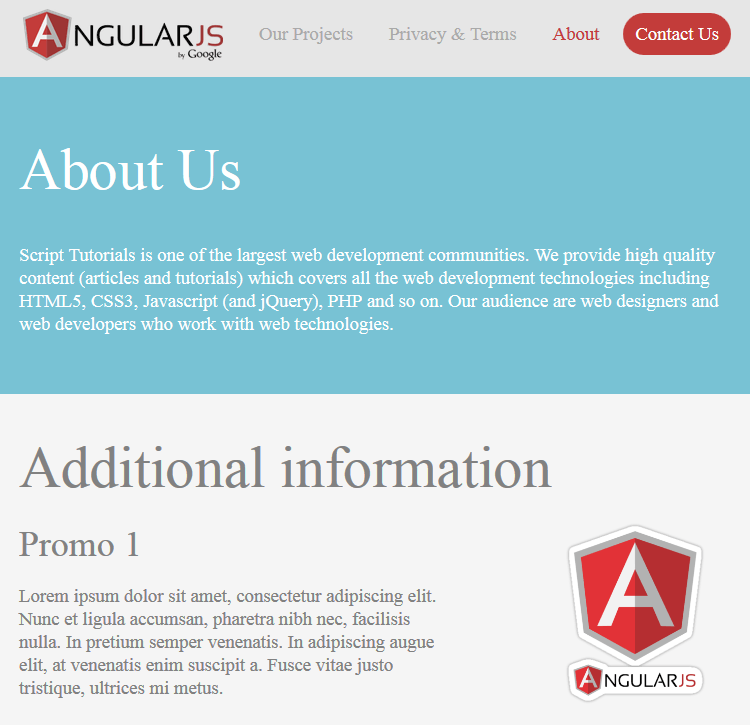 ANGULARJS
by Google
Our Projects Privacy & Terms About Contact Us
About Us
Script Tutorials is one of the largest web development communities. We provide high quality
content (articles and tutorials) which covers all the web development technologies including
HTML5, CSS3, Javascript (and jQuery), PHP and so on. Our audience are web designers and
web developers who work with web technologies.
Additional information
Promo 1
Lorem ipsum dolor sit amet, consectetur adipiscing elit.
Nunc et ligula accumsan, pharetra nibh nec, facilisis
nulla. In pretium semper venenatis. In adipiscing augue
elit, at venenatis enim suscipit a. Fusce vitae justo
tristique, ultrices mi metus.
A
ANGULARJS